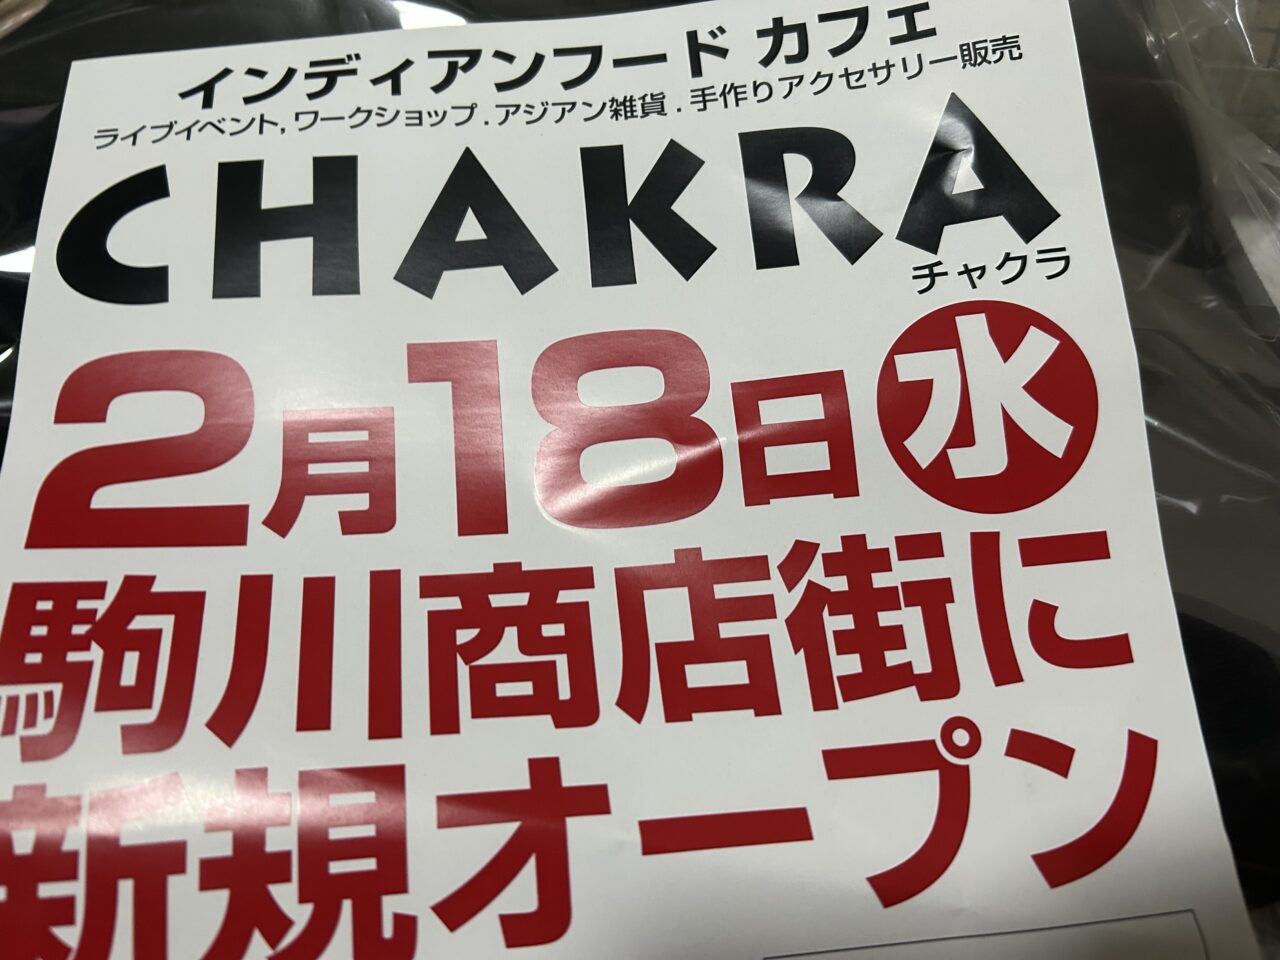 インディアンフード カフェ
ライブイベント, ワークショップ . アジアン雑貨 . 手作りアクセサリー販売
CHAKRA
チャクラ
2月18日㊌
駒川商店街に
新規オープン